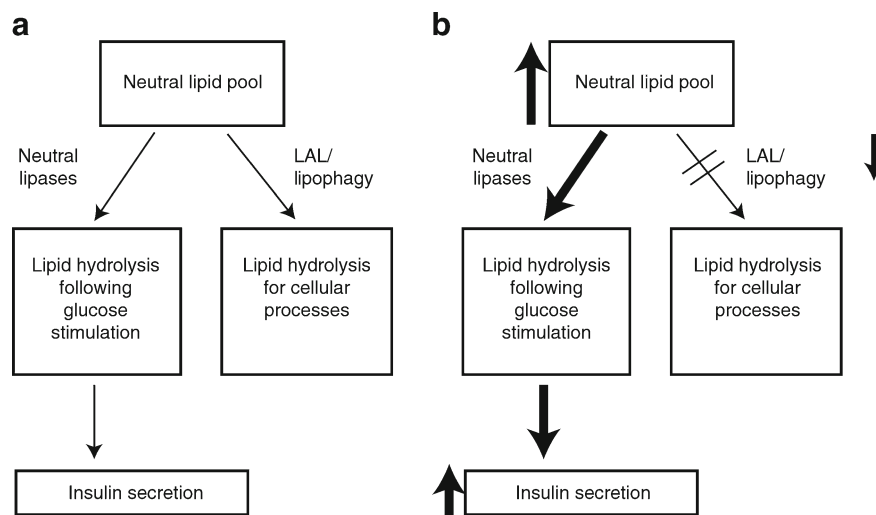 a
Neutral lipid pool
Neutral
lipases
LAL/
lipophagy
Lipid hydrolysis
following
glucose
stimulation
Lipid hydrolysis
for cellular
processes
Insulin secretion
b
Neutral lipid pool
Neutral
lipases
LAL/
lipophagy
Lipid hydrolysis
following
glucose
stimulation
Lipid hydrolysis
for cellular
processes
Insulin secretion